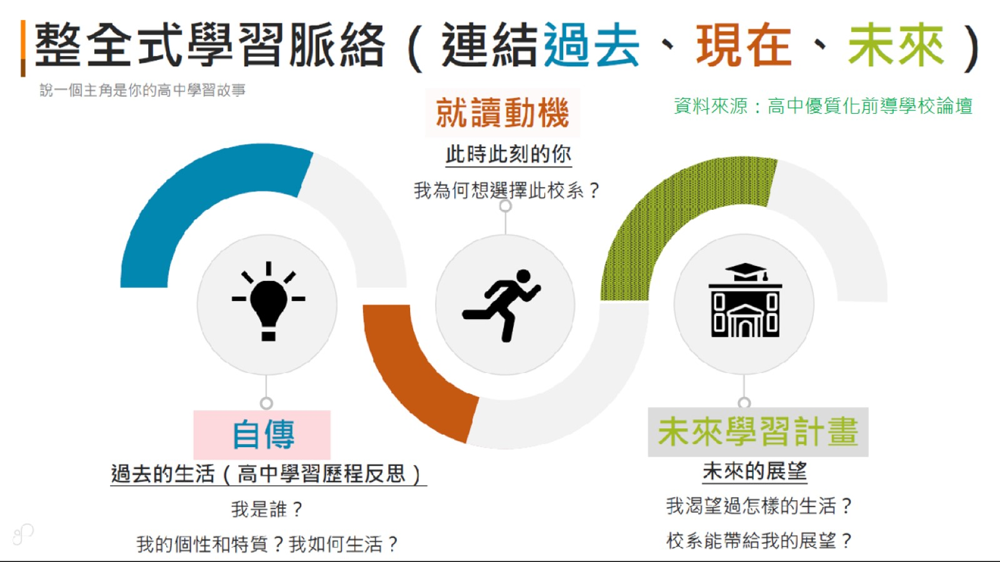 整全式學習脈絡（連結過去、現在、未來）
說一個主角是你的高中學習故事
資料來源：高中優質化前導學校論壇
就讀動機
此時此刻的你
我為何想選擇此校系？
自傳
過去的生活（高中學習歷程反思）
我是誰？
我的個性和特質？我如何生活？
未來學習計畫
未來的展望
我渴望過怎樣的生活？
校系能帶給我的展望？